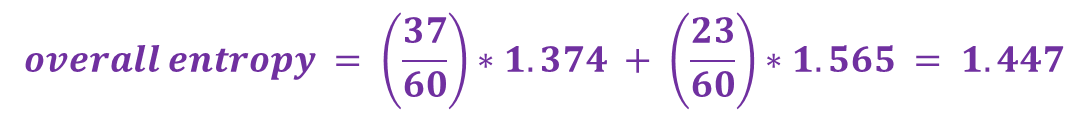 overall entropy = (37/60) * 1.374 + (23/60) * 1.565 = 1.447